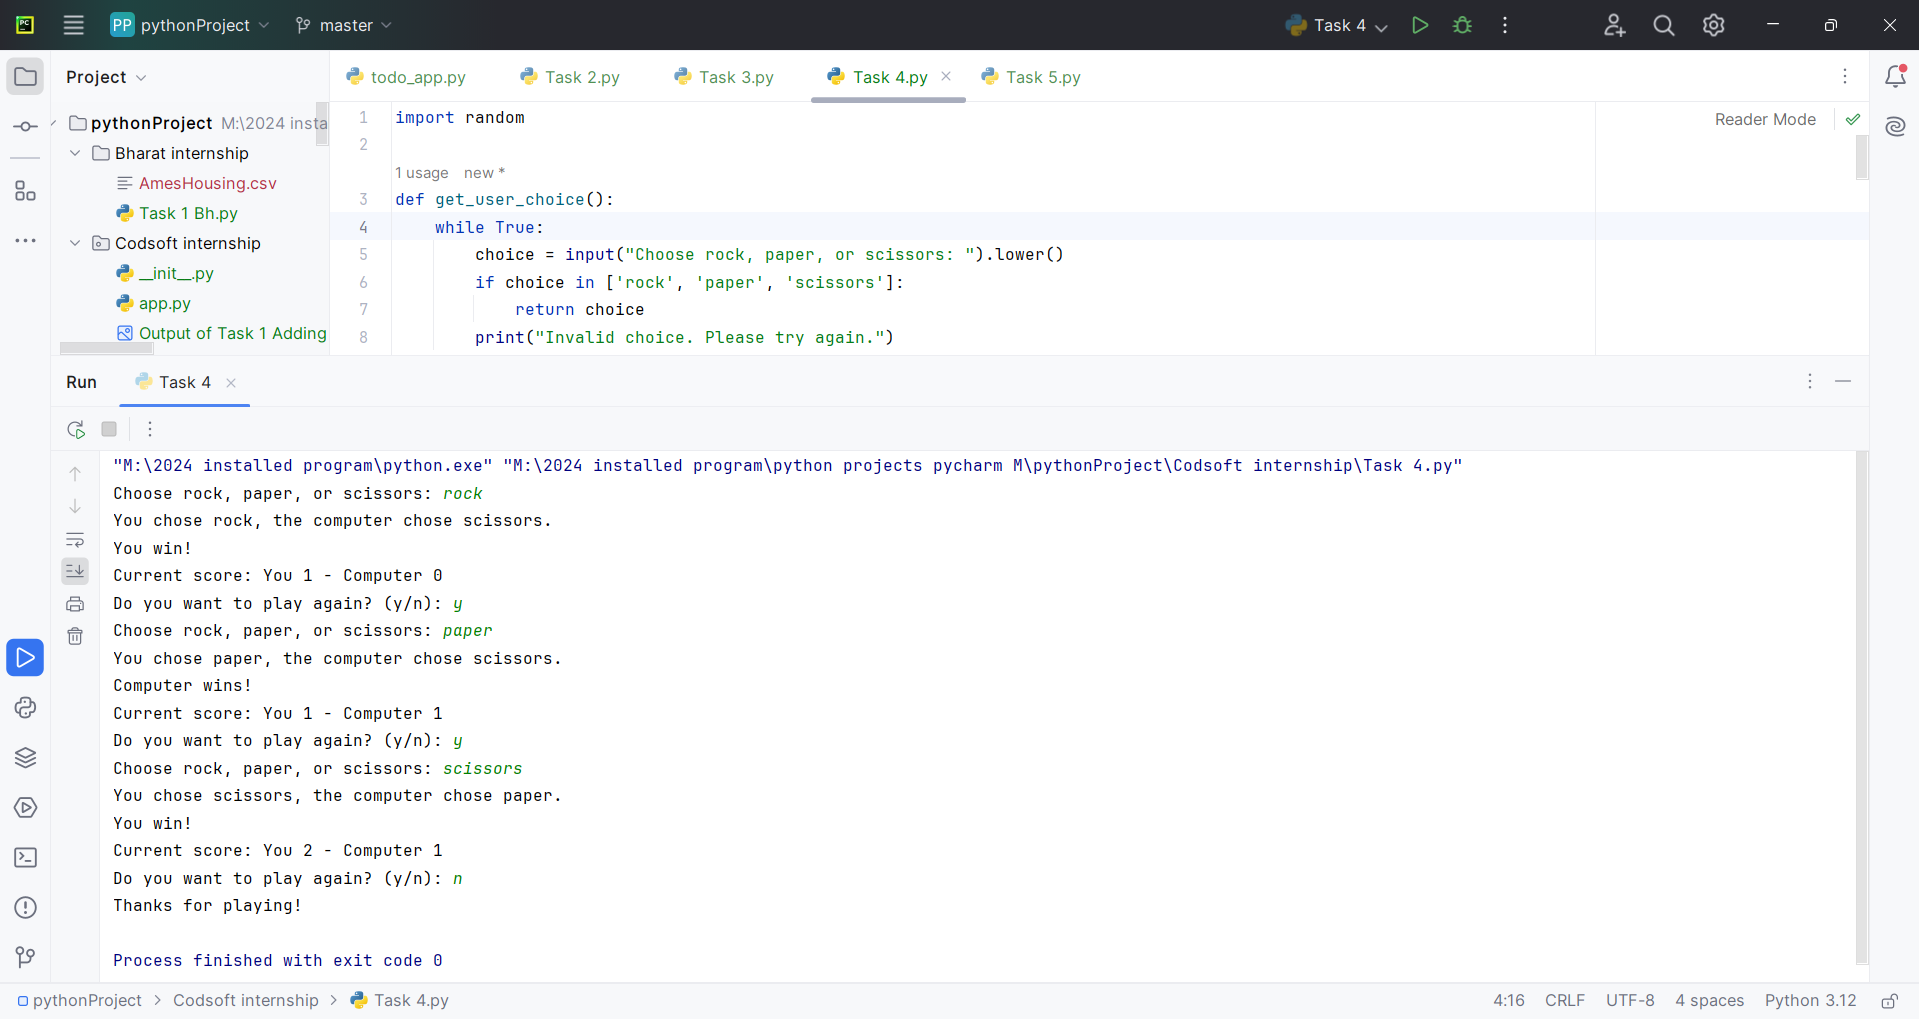 PC
PP pythonProject master Task 4
Project
todo_app.py Task 2.py Task 3.py Task 4.py Task 5.py
pythonProject M:\2024 insta
Bharat internship
AmesHousing.csv
Task 1 Bh.py
Codsoft internship
__init__.py
app.py
Output of Task 1 Adding
Reader Mode
1 import random
2
1 usage new *
3 def get_user_choice():
4 while True:
5 choice = input("Choose rock, paper, or scissors: ").lower()
6 if choice in ['rock', 'paper', 'scissors']:
7 return choice
8 print("Invalid choice. Please try again.")
Run Task 4
"M:\2024 installed program\python.exe" "M:\2024 installed program\python projects pycharm M\pythonProject\Codsoft internship\Task 4.py"
Choose rock, paper, or scissors: rock
You chose rock, the computer chose scissors.
You win!
Current score: You 1 - Computer 0
Do you want to play again? (y/n): y
Choose rock, paper, or scissors: paper
You chose paper, the computer chose scissors.
Computer wins!
Current score: You 1 - Computer 1
Do you want to play again? (y/n): y
Choose rock, paper, or scissors: scissors
You chose scissors, the computer chose paper.
You win!
Current score: You 2 - Computer 1
Do you want to play again? (y/n): n
Thanks for playing!
Process finished with exit code 0
pythonProject > Codsoft internship > Task 4.py
4:16 CRLF UTF-8 4 spaces Python 3.12